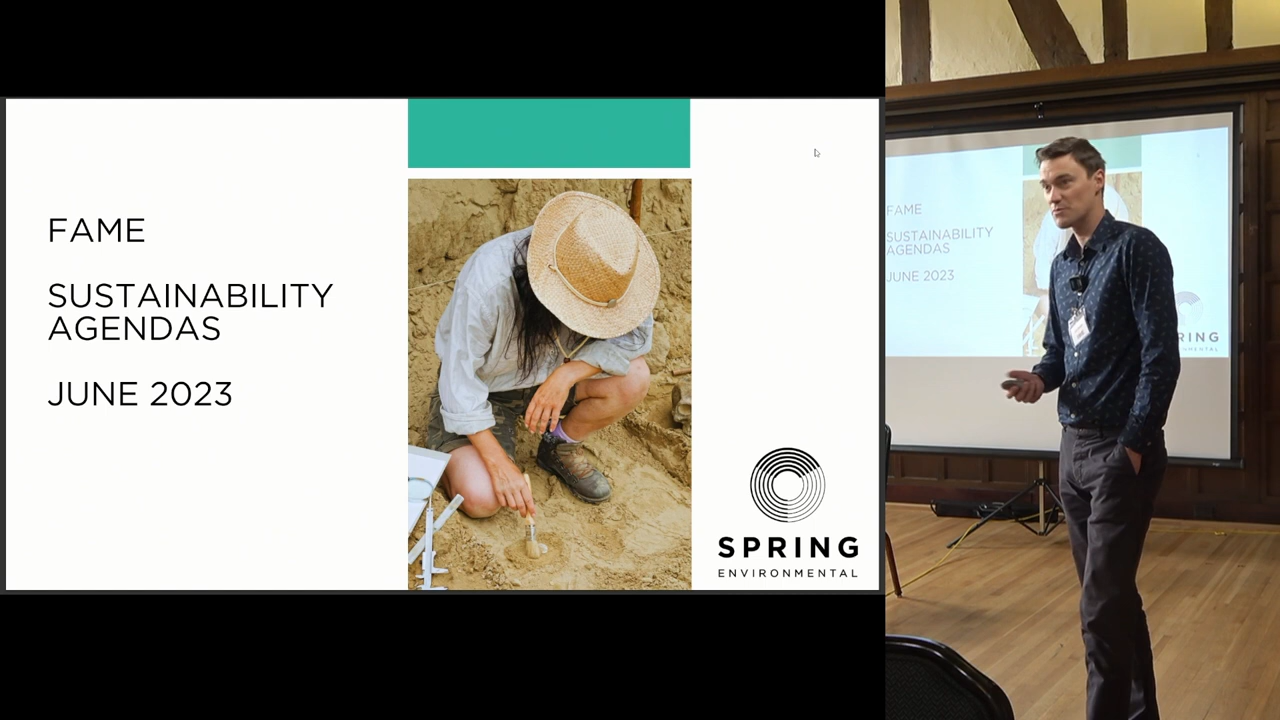 FAME
SUSTAINABILITY
AGENDAS
JUNE 2023
SPRING
ENVIRONMENTAL
FAME
SUSTAINABILITY
AGENDAS
JUNE 2023